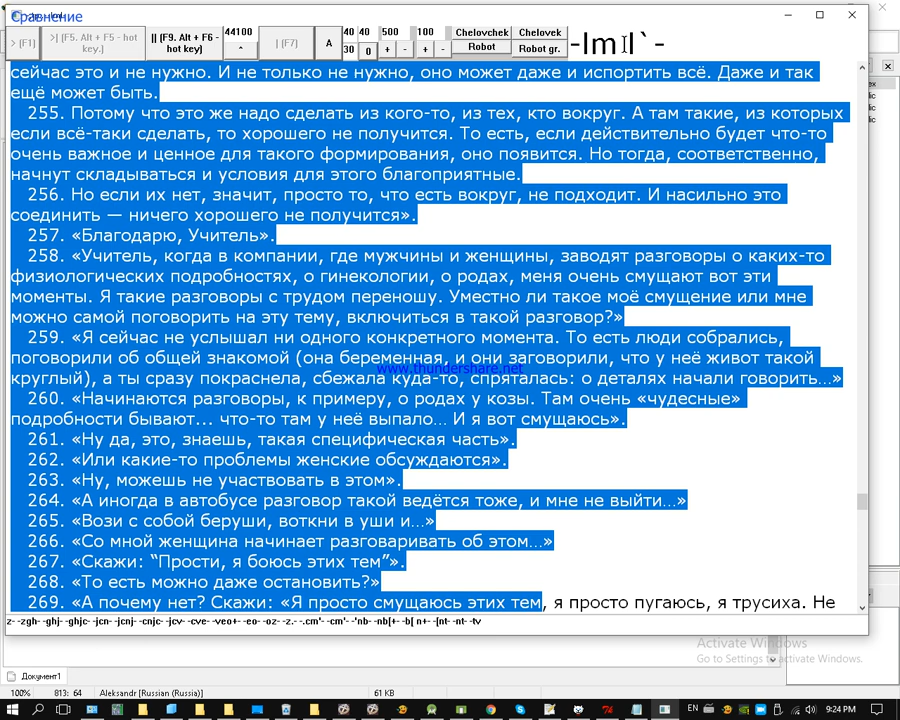 Сравнение
> [F1]
>| [F5. Alt + F5 - hot key.)
|| (F9. Alt + F6 - hot key)
44100
^
| [F7]
A
40 40 500 100
30 0 + - + -
Chelovchek Chelovek
Robot Robot gr.
-lml`-
сейчас это и не нужно. И не только не нужно, оно может даже и испортить всё. Даже и так
ещё может быть.
255. Потому что это же надо сделать из кого-то, из тех, кто вокруг. А там такие, из которых
если всё-таки сделать, то хорошего не получится. То есть, если действительно будет что-то
очень важное и ценное для такого формирования, оно появится. Но тогда, соответственно,
начнут складываться и условия для этого благоприятные.
256. Но если их нет, значит, просто то, что есть вокруг, не подходит. И насильно это
соединить — ничего хорошего не получится».
257. «Благодарю, Учитель».
258. «Учитель, когда в компании, где мужчины и женщины, заводят разговоры о каких-то
физиологических подробностях, о гинекологии, о родах, меня очень смущают вот эти
моменты. Я такие разговоры с трудом переношу. Уместно ли такое моё смущение или мне
можно самой поговорить на эту тему, включиться в такой разговор?»
259. «Я сейчас не услышал ни одного конкретного момента. То есть люди собрались,
поговорили об общей знакомой (она беременная, и они заговорили, что у неё живот такой
www.thundershare.net
круглый), а ты сразу покраснела, сбежала куда-то, спряталась: о деталях начали говорить…»
260. «Начинаются разговоры, к примеру, о родах у козы. Там очень «чудесные»
подробности бывают... что-то там у неё выпало… И я вот смущаюсь».
261. «Ну да, это, знаешь, такая специфическая часть».
262. «Или какие-то проблемы женские обсуждаются».
263. «Ну, можешь не участвовать в этом».
264. «А иногда в автобусе разговор такой ведётся тоже, и мне не выйти…»
265. «Вози с собой беруши, воткни в уши и…»
266. «Со мной женщина начинает разговаривать об этом…»
267. «Скажи: “Прости, я боюсь этих тем”».
268. «То есть можно даже остановить?»
269. «А почему нет? Скажи: «Я просто смущаюсь этих тем, я просто пугаюсь, я трусиха. Не
z- -zgh- -ghj- -ghjc- -jcn- -jcnj- -cnjc- -jcv- -cve- -veo+- -eo- -oz- -z.- -.cm'- -cm'- -'nb- -nb[+- -b[ n+- -[nt- -nt- -tv
Activate Windows
Go to Settings to activate Windows.
Документ1
100% 813: 64 Aleksandr [Russian (Russia)] 61 KB
EN 9:24 PM